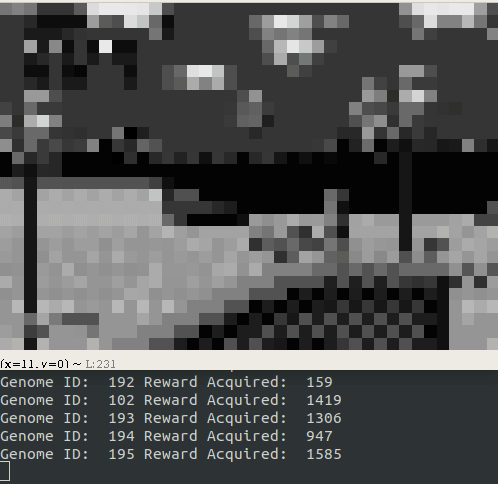 (x=11, y=0) ~ L:231
Genome ID:  192 Reward Acquired:  159
Genome ID:  102 Reward Acquired:  1419
Genome ID:  193 Reward Acquired:  1306
Genome ID:  194 Reward Acquired:  947
Genome ID:  195 Reward Acquired:  1585